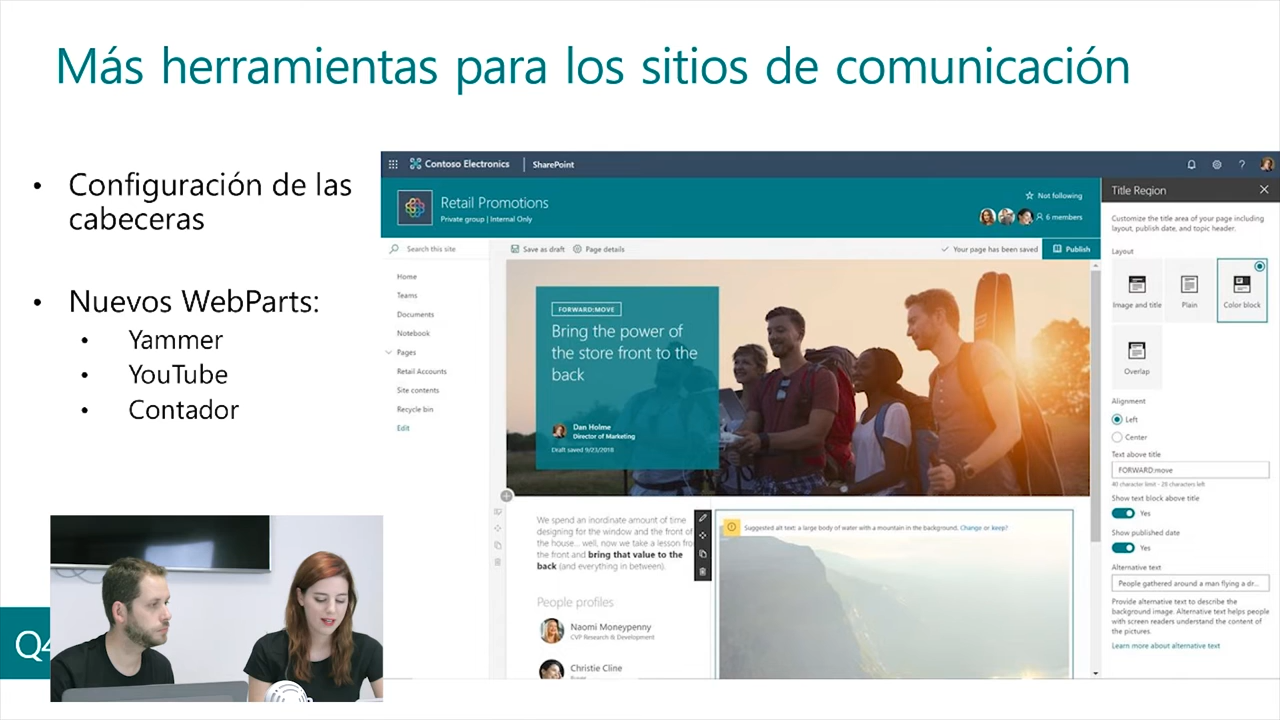 Más herramientas para los sitios de comunicación
• Configuración de las
cabeceras
• Nuevos WebParts:
• Yammer
• YouTube
• Contador
Q4
Contoso Electronics | SharePoint
Retail Promotions
Private group | Internal Only
Not following
6 members
Search this site
Save as draft
Page details
Your page has been saved
Publish
Home
Teams
Documents
Notebook
Pages
Retail Accounts
Site contents
Recycle bin
Edit
FORWARD:MOVE
Bring the power of
the store front to the
back
Dan Holme
Director of Marketing
Draft saved 9/23/2018
We spend an inordinate amount of time
designing for the window and the front of
the house... well, now we take a lesson from
the front and bring that value to the
back (and everything in between).
People profiles
Naomi Moneypenny
CVP Research & Development
Christie Cline
Suggested alt text: a large body of water with a mountain in the background. Change or keep?
Title Region
Customize the title area of your page including
layout, publish date, and topic header.
Layout
Image and title
Plain
Color block
Overlap
Alignment
Left
Center
Text above title
FORWARD:move
40 character limit - 28 characters left
Show text block above title
Yes
Show published date
Yes
Alternative text
People gathered around a man flying a dr...
Provide alternative text to describe the
background image. Alternative text helps people
with screen readers understand the content of
the pictures.
Learn more about alternative text